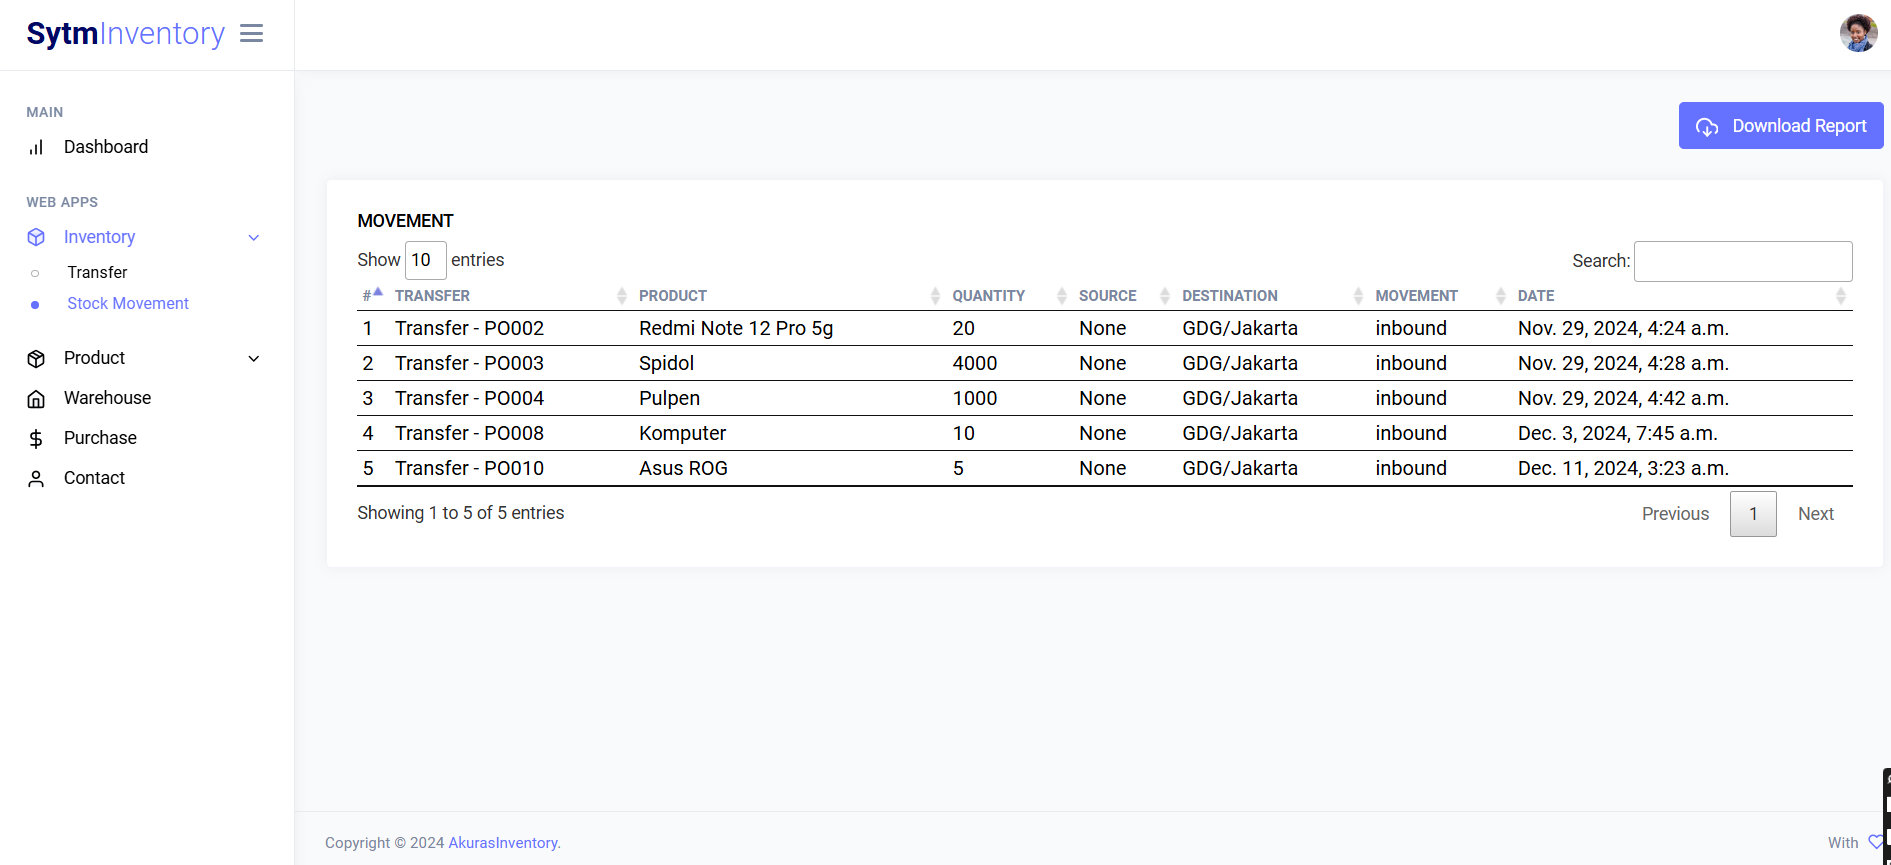 SytmInventory
MAIN
Dashboard
WEB APPS
Inventory
Transfer
Stock Movement
Product
Warehouse
Purchase
Contact
Download Report
MOVEMENT
Show 10 entries
Search:
# TRANSFER PRODUCT QUANTITY SOURCE DESTINATION MOVEMENT DATE
1 Transfer - PO002 Redmi Note 12 Pro 5g 20 None GDG/Jakarta inbound Nov. 29, 2024, 4:24 a.m.
2 Transfer - PO003 Spidol 4000 None GDG/Jakarta inbound Nov. 29, 2024, 4:28 a.m.
3 Transfer - PO004 Pulpen 1000 None GDG/Jakarta inbound Nov. 29, 2024, 4:42 a.m.
4 Transfer - PO008 Komputer 10 None GDG/Jakarta inbound Dec. 3, 2024, 7:45 a.m.
5 Transfer - PO010 Asus ROG 5 None GDG/Jakarta inbound Dec. 11, 2024, 3:23 a.m.
Showing 1 to 5 of 5 entries
Previous 1 Next
Copyright © 2024 AkurasInventory.
With